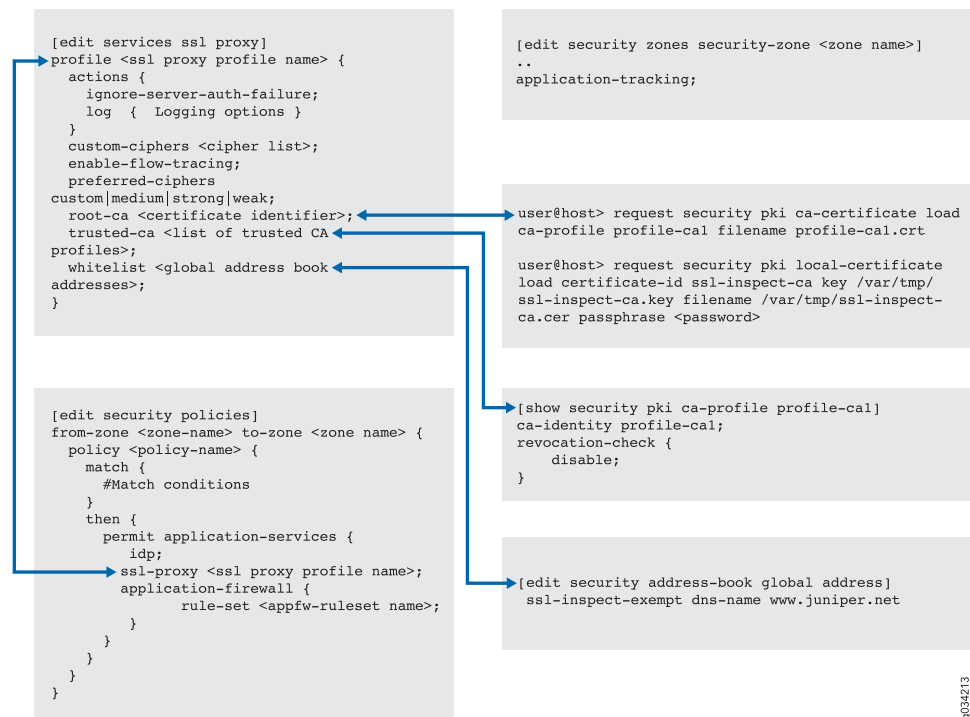 [edit services ssl proxy]
profile <ssl proxy profile name> {
actions {
ignore-server-auth-failure;
log { Logging options }
}
custom-ciphers <cipher list>;
enable-flow-tracing;
preferred-ciphers
custom|medium|strong|weak;
root-ca <certificate identifier>;
trusted-ca <list of trusted CA
profiles>;
whitelist <global address book
addresses>;
}
[edit security policies]
from-zone <zone-name> to-zone <zone name> {
policy <policy-name> {
match {
#Match conditions
}
then {
permit application-services {
idp;
ssl-proxy <ssl proxy profile name>;
application-firewall {
rule-set <appfw-ruleset name>;
}
}
}
}
}
[edit security zones security-zone <zone name>]
..
application-tracking;
user@host> request security pki ca-certificate load
ca-profile profile-ca1 filename profile-ca1.crt
user@host> request security pki local-certificate
load certificate-id ssl-inspect-ca key /var/tmp/
ssl-inspect-ca.key filename /var/tmp/ssl-inspect-
ca.cer passphrase <password>
[show security pki ca-profile profile-ca1]
ca-identity profile-ca1;
revocation-check {
disable;
}
[edit security address-book global address]
ssl-inspect-exempt dns-name www.juniper.net
g034213